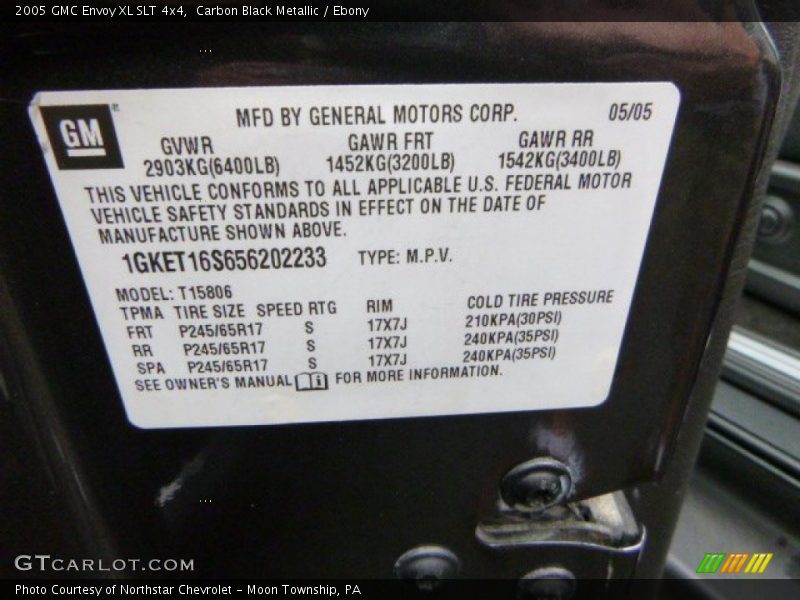 2005 GMC Envoy XL SLT 4x4,  Carbon Black Metallic / Ebony
GM
MFD BY GENERAL MOTORS CORP. 05/05
GVWR GAWR FRT GAWR RR
2903KG(6400LB) 1452KG(3200LB) 1542KG(3400LB)
THIS VEHICLE CONFORMS TO ALL APPLICABLE U.S. FEDERAL MOTOR
VEHICLE SAFETY STANDARDS IN EFFECT ON THE DATE OF
MANUFACTURE SHOWN ABOVE.
1GKET16S656202233 TYPE: M.P.V.
MODEL: T15806
TPMA TIRE SIZE SPEED RTG RIM COLD TIRE PRESSURE
FRT P245/65R17 S 17X7J 210KPA(30PSI)
RR P245/65R17 S 17X7J 240KPA(35PSI)
SPA P245/65R17 S 17X7J 240KPA(35PSI)
SEE OWNER'S MANUAL FOR MORE INFORMATION.
GTCARLOT.COM
Photo Courtesy of Northstar Chevrolet - Moon Township, PA